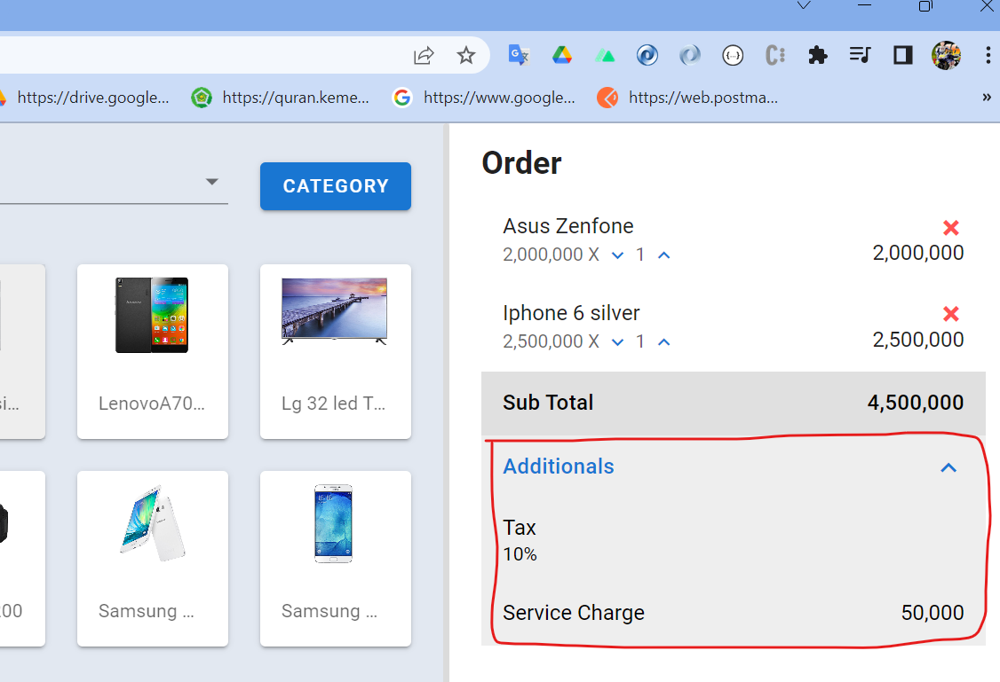 https://drive.google...
https://quran.keme...
https://www.google...
https://web.postma...
»
CATEGORY
si...
LenovoA70...
Lg 32 led T...
200
Samsung ...
Samsung ...
Order
Asus Zenfone
2,000,000 X 1
2,000,000
Iphone 6 silver
2,500,000 X 1
2,500,000
Sub Total 4,500,000
Additionals
Tax
10%
Service Charge 50,000